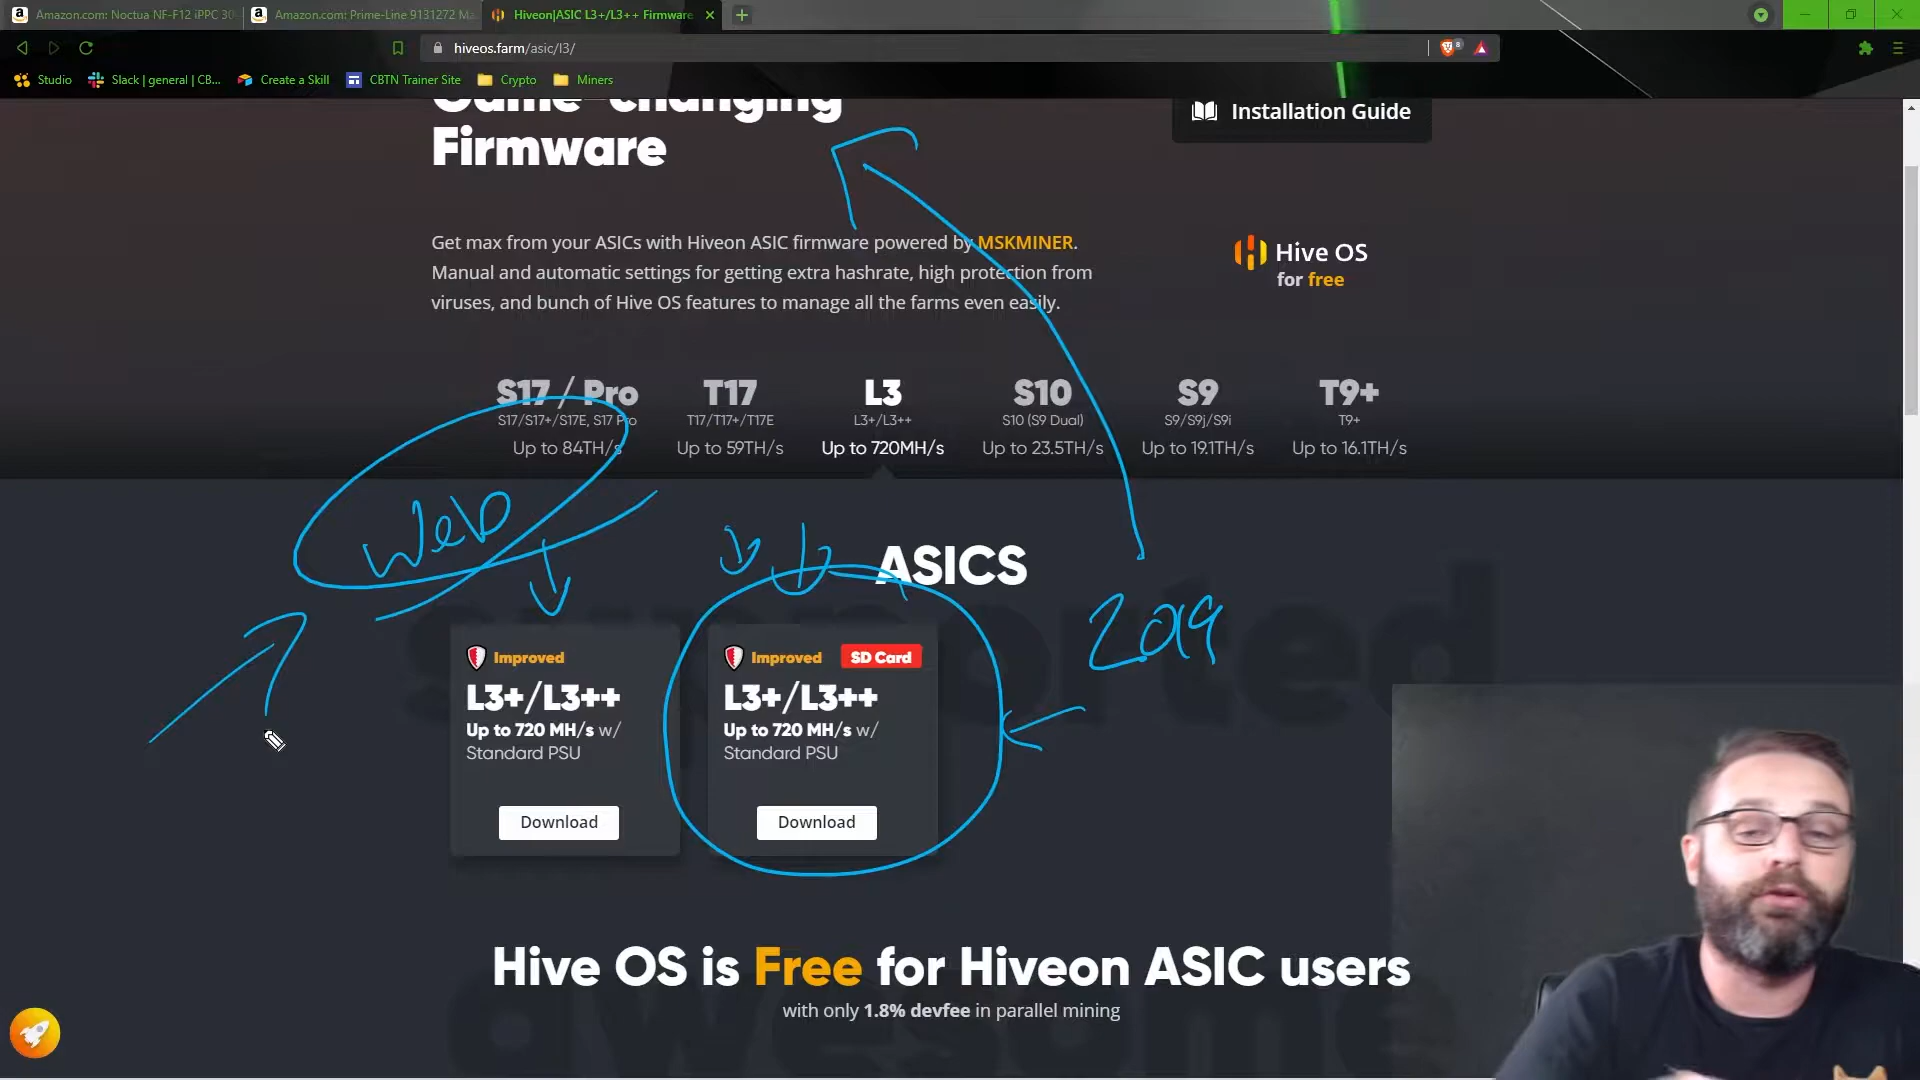 Amazon.com: Noctua NF-F12 iPPC 30
Amazon.com: Prime-Line 9131272 Ma
Hiveon|ASIC L3+/L3++ Firmware
hiveos.farm/asic/l3/
8
Studio
Slack | general | CB...
Create a Skill
CBTN Trainer Site
Crypto
Miners
Game-changing
Firmware
Installation Guide
Get max from your ASICs with Hiveon ASIC firmware powered by MSKMINER.
Manual and automatic settings for getting extra hashrate, high protection from
viruses, and bunch of Hive OS features to manage all the farms even easily.
Hive OS
for free
S17 / Pro
S17/S17+/S17E, S17 Pro
Up to 84TH/s
T17
T17/T17+/T17E
Up to 59TH/s
L3
L3+/L3++
Up to 720MH/s
S10
S10 (S9 Dual)
Up to 23.5TH/s
S9
S9/S9j/S9i
Up to 19.1TH/s
T9+
T9+
Up to 16.1TH/s
Web
supported
ASICS
2019
Improved
L3+/L3++
Up to 720 MH/s w/
Standard PSU
Download
Improved
SD Card
L3+/L3++
Up to 720 MH/s w/
Standard PSU
Download
awesome
Hive OS is Free for Hiveon ASIC users
with only 1.8% devfee in parallel mining